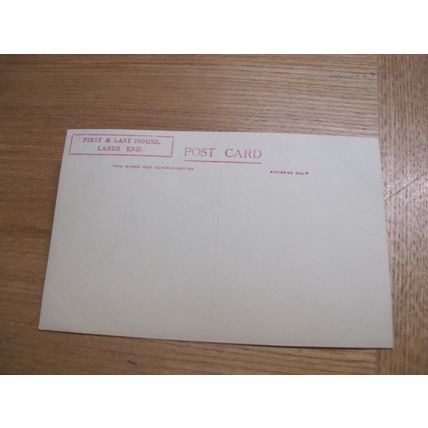 FIRST & LAST HOUSE,
LANDS END.
POST CARD
THIS SPACE FOR COMMUNICATION
ADDRESS ONLY